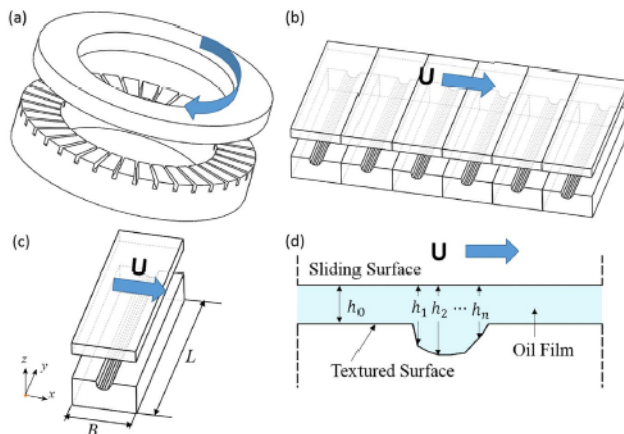 (a)
(b)
U
(c)
U
z
y
x
L
B
(d)
U
Sliding Surface
h₀
h₁ h₂ ⋯ hₙ
Oil Film
Textured Surface